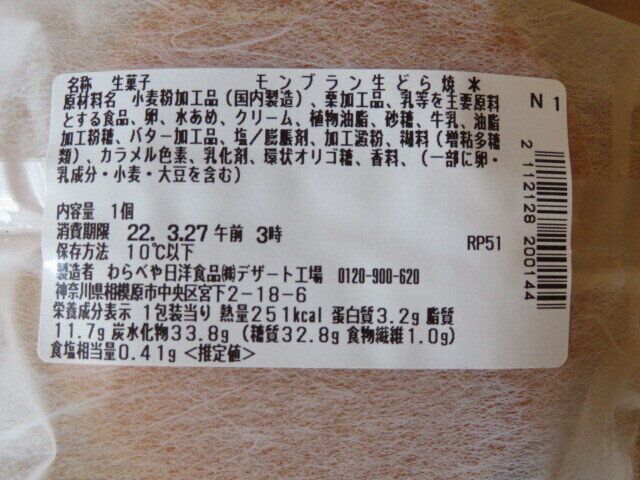 名称 生菓子 モンブラン生どら焼 *
原材料名 小麦粉加工品(国内製造)、栗加工品、乳等を主要原料
とする食品、卵、水あめ、クリーム、植物油脂、砂糖、牛乳、油脂
加工粉糖、バター加工品、塩/膨脹剤、加工澱粉、糊料(増粘多糖
類)、カラメル色素、乳化剤、環状オリゴ糖、香料、(一部に卵・
乳成分・小麦・大豆を含む)
内容量 1個
消費期限 22. 3.27 午前 3時
保存方法 10℃以下
製造者 わらべや日洋食品㈱デザート工場 0120-900-620
神奈川県相模原市中央区宮下2-18-6
栄養成分表示 1包装当り 熱量251kcal 蛋白質3.2g 脂質
11.7g 炭水化物33.8g (糖質32.8g 食物繊維1.0g)
食塩相当量0.41g <推定値>
N 1
2 112128 200144
RP51